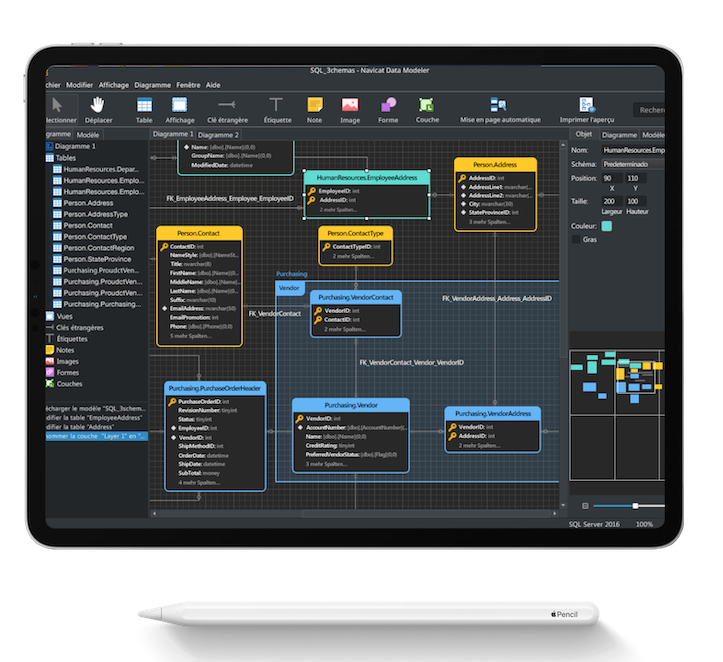 SQL_3chemas - Navicat Data Modeler
chier Modifier Affichage Diagramme Fenêtre Aide
lectionner Déplacer Table Affichage Clé étrangère Étiquette Note Image Forme Couche Mise en page automatique Imprimer l'aperçu Recher
gramme Modèle
Diagramme 1
Tables
HumanResources.Depar...
HumanResources.Emplo...
HumanResources.Emplo...
Person.Address
Person.AddressType
Person.Contact
Person.ContactType
Person.ContactRegion
Person.StateProvince
Purchasing.ProudctVen...
Purchasing.ProudctVen...
Purchasing.ProudctVen...
Purchasing.Purchasing...
Vues
Clés étrangères
Étiquettes
Notes
Images
Formes
Couches
écharger le modèle "SQL_3schem...
difier la table "EmployeeAddress"
difier la table "Address"
nommer la couche "Layer 1" en "...
Diagramme 1 Diagramme 2
Name: [dbo].[Name](0,0)
GroupName: [dbo].[Name](0,0)
ModifiedDate: datetime
HumanResources.EmployeeAddress
EmployeeID: int
AddressID: int
2 mehr Spalten...
FK_EmployeeAddress_Employee_EmployeeID
Person.Address
AddressID: int
AddressLine1: nvarchar(...
AddressLine2: nvarchar(...
City: nvarchar(30)
StateProvinceID: int
3 mehr Spalten...
Person.Contact
ContactID: int
NameStyle: [dbo].[NameSt...
Title: nvarchar(8)
FirstName: [dbo].[Name](0...
MiddleName: [dbo].[Name]...
LastName: [dbo].[Name](0...
Suffix: nvarchar(10)
EmailAddress: nvarchar(50)
EmailPromotion: int
Phone: [dbo].[Phone](0,0)
5 mehr Spalten...
Person.ContactType
ContactTypeID: int
2 mehr Spalten...
Purchasing
Vendor
Purchasing.VendorContact
VendorID: int
ContactID: int
2 mehr Spalten...
FK_VendorContact
FK_VendorAddress_Address_AddressID
FK_VendorContact_Vendor_VendorID
Purchasing.PurchaseOrderHeader
PurchaseOrderID: int
RevisionNumber: tinyint
Status: tinyint
EmployeeID: int
VendorID: int
ShipMethodID: int
OrderDate: datetime
ShipDate: datetime
SubTotal: money
4 mehr Spalten...
Purchasing.Vendor
VendorID: int
AccountNumber: [dbo].[AccountNumber](...
Name: [dbo].[Name](0,0)
CreditRating: tinyint
PreferredVendorStatus: [dbo].[Flag](0,0)
3 mehr Spalten...
Purchasing.VendorAddress
VendorID: int
AddressID: int
2 mehr Spalten...
Objet Diagramme Modèle
Nom: HumanResources.Emp
Schéma: Predeterminado
Position: 90 110
X Y
Taille: 200 100
Largeur Hauteur
Couleur:
Gras
SQL Server 2016 100%
Pencil